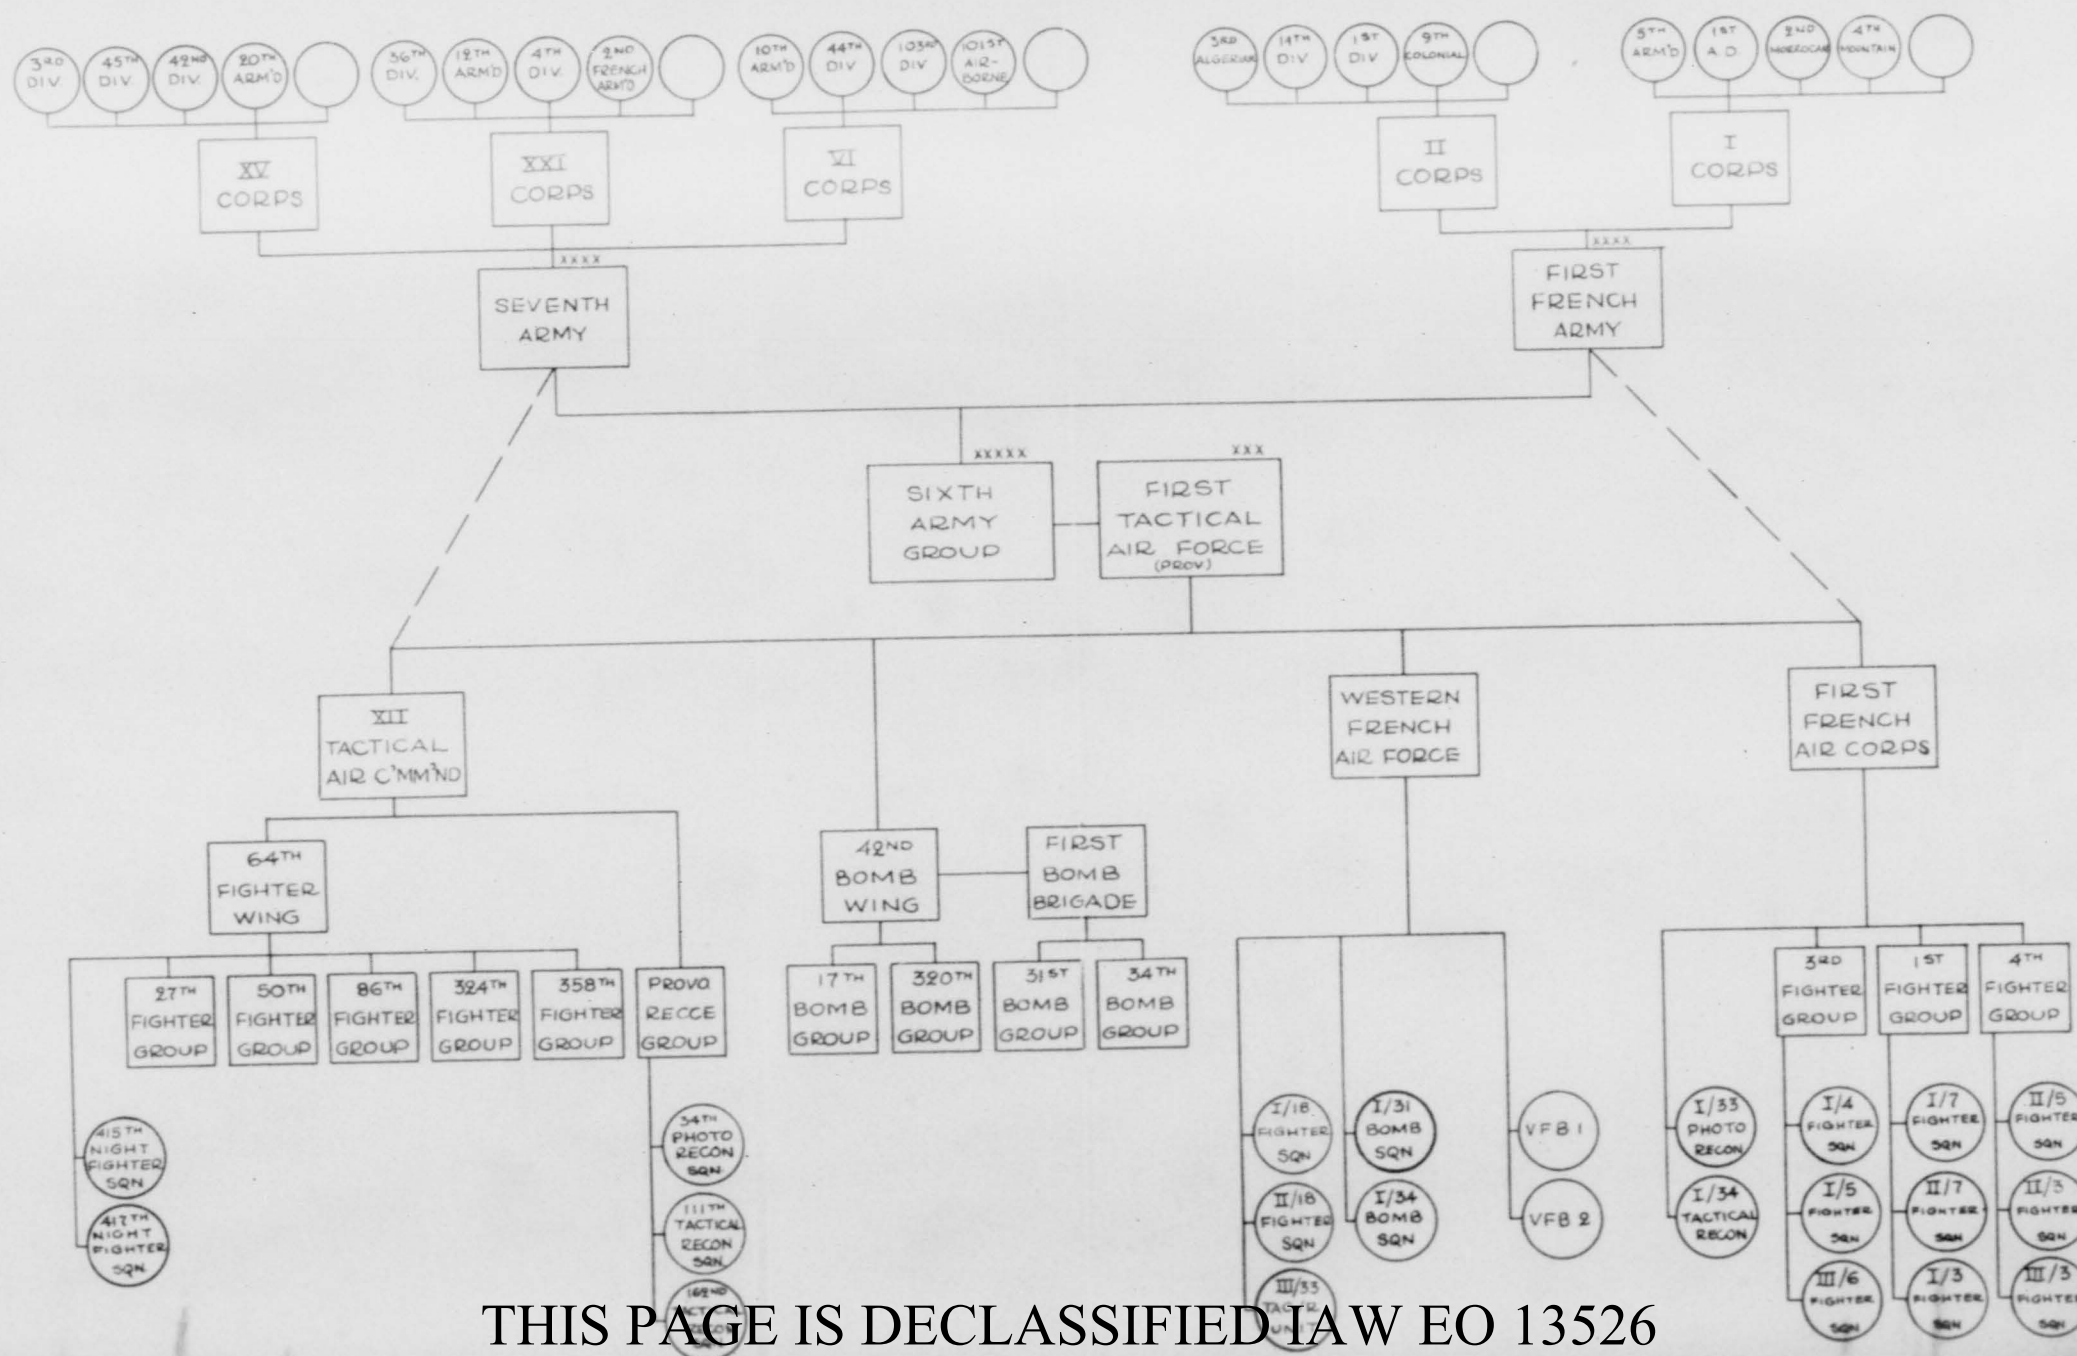 3RD
DIV.
45TH
DIV.
42ND
DIV.
20TH
ARM'D
36TH
DIV.
12TH
ARM'D
4TH
DIV.
2ND
FRENCH
ARM'D
10TH
ARM'D
44TH
DIV
103RD
DIV
101ST
AIR-
BORNE
3RD
ALGERIAN
14TH
DIV
1ST
DIV
9TH
COLONIAL
5TH
ARM'D
1ST
A.D.
2ND
MORROCAN
4TH
MOUNTAIN
XV
CORPS
XXI
CORPS
VI
CORPS
II
CORPS
I
CORPS
XXXX
SEVENTH
ARMY
XXXX
FIRST
FRENCH
ARMY
XXXXX
SIXTH
ARMY
GROUP
XXX
FIRST
TACTICAL
AIR FORCE
(PROV)
XII
TACTICAL
AIR C'MM'ND
WESTERN
FRENCH
AIR FORCE
FIRST
FRENCH
AIR CORPS
64TH
FIGHTER
WING
42ND
BOMB
WING
FIRST
BOMB
BRIGADE
27TH
FIGHTER
GROUP
50TH
FIGHTER
GROUP
86TH
FIGHTER
GROUP
324TH
FIGHTER
GROUP
358TH
FIGHTER
GROUP
PROVO
RECCE
GROUP
17TH
BOMB
GROUP
320TH
BOMB
GROUP
31ST
BOMB
GROUP
34TH
BOMB
GROUP
3RD
FIGHTER
GROUP
1ST
FIGHTER
GROUP
4TH
FIGHTER
GROUP
415TH
NIGHT
FIGHTER
SQN
417TH
NIGHT
FIGHTER
SQN
34TH
PHOTO
RECON
SQN
111TH
TACTICAL
RECON
SQN
162ND
TACTICAL
RECON
SQN
I/18
FIGHTER
SQN
II/18
FIGHTER
SQN
III/33
TAC/R
UNIT
I/31
BOMB
SQN
I/34
BOMB
SQN
VFB 1
VFB 2
I/33
PHOTO
RECON
I/34
TACTICAL
RECON
I/4
FIGHTER
SQN
I/5
FIGHTER
SQN
III/6
FIGHTER
SQN
I/7
FIGHTER
SQN
II/7
FIGHTER
SQN
I/3
FIGHTER
SQN
II/5
FIGHTER
SQN
II/3
FIGHTER
SQN
III/3
FIGHTER
SQN
THIS PAGE IS DECLASSIFIED IAW EO 13526